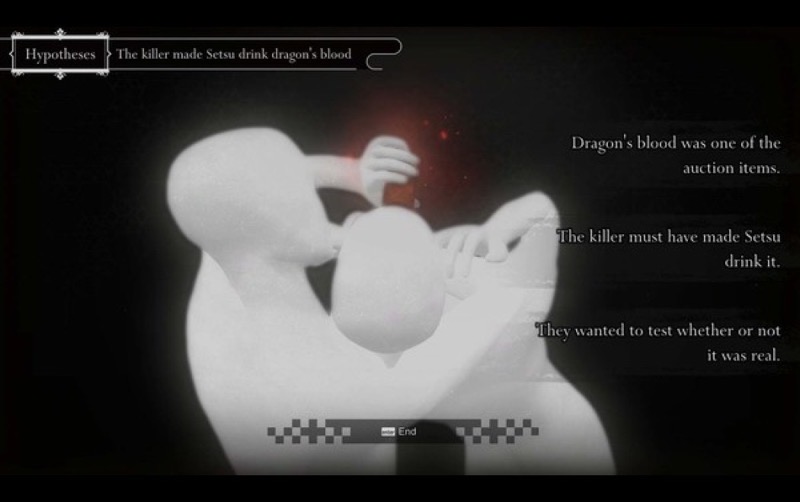 Hypotheses
The killer made Setsu drink dragon's blood
Dragon's blood was one of the
auction items.
The killer must have made Setsu
drink it.
They wanted to test whether or not
it was real.
End